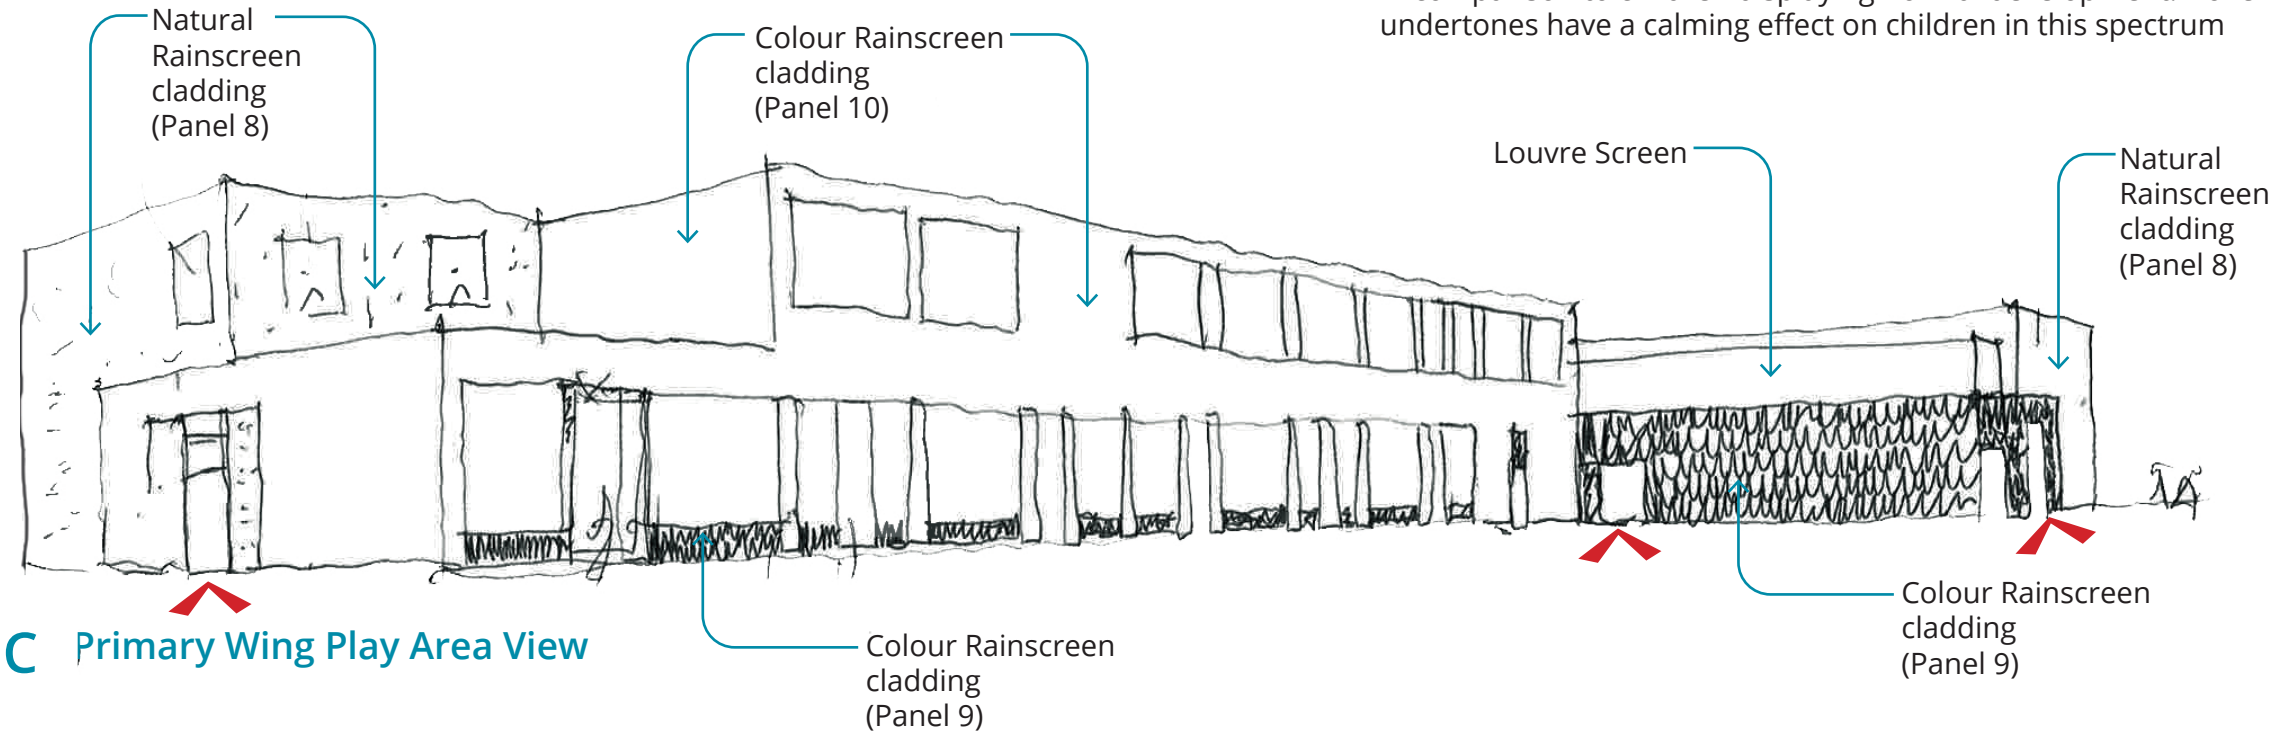 undertones have a calming effect on children in this spectrum
Natural
Rainscreen
cladding
(Panel 8)
Colour Rainscreen
cladding
(Panel 10)
Louvre Screen
Natural
Rainscreen
cladding
(Panel 8)
Colour Rainscreen
cladding
(Panel 9)
Colour Rainscreen
cladding
(Panel 9)
C Primary Wing Play Area View